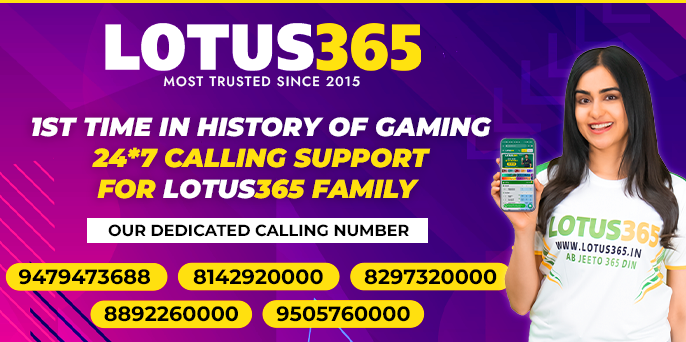 LOTUS365
MOST TRUSTED SINCE 2015
1ST TIME IN HISTORY OF GAMING
24*7 CALLING SUPPORT
FOR LOTUS365 FAMILY
OUR DEDICATED CALLING NUMBER
9479473688 8142920000 8297320000
8892260000 9505760000
LOTUS365
WWW.LOTUS365.IN
AB JEETO 365 DIN